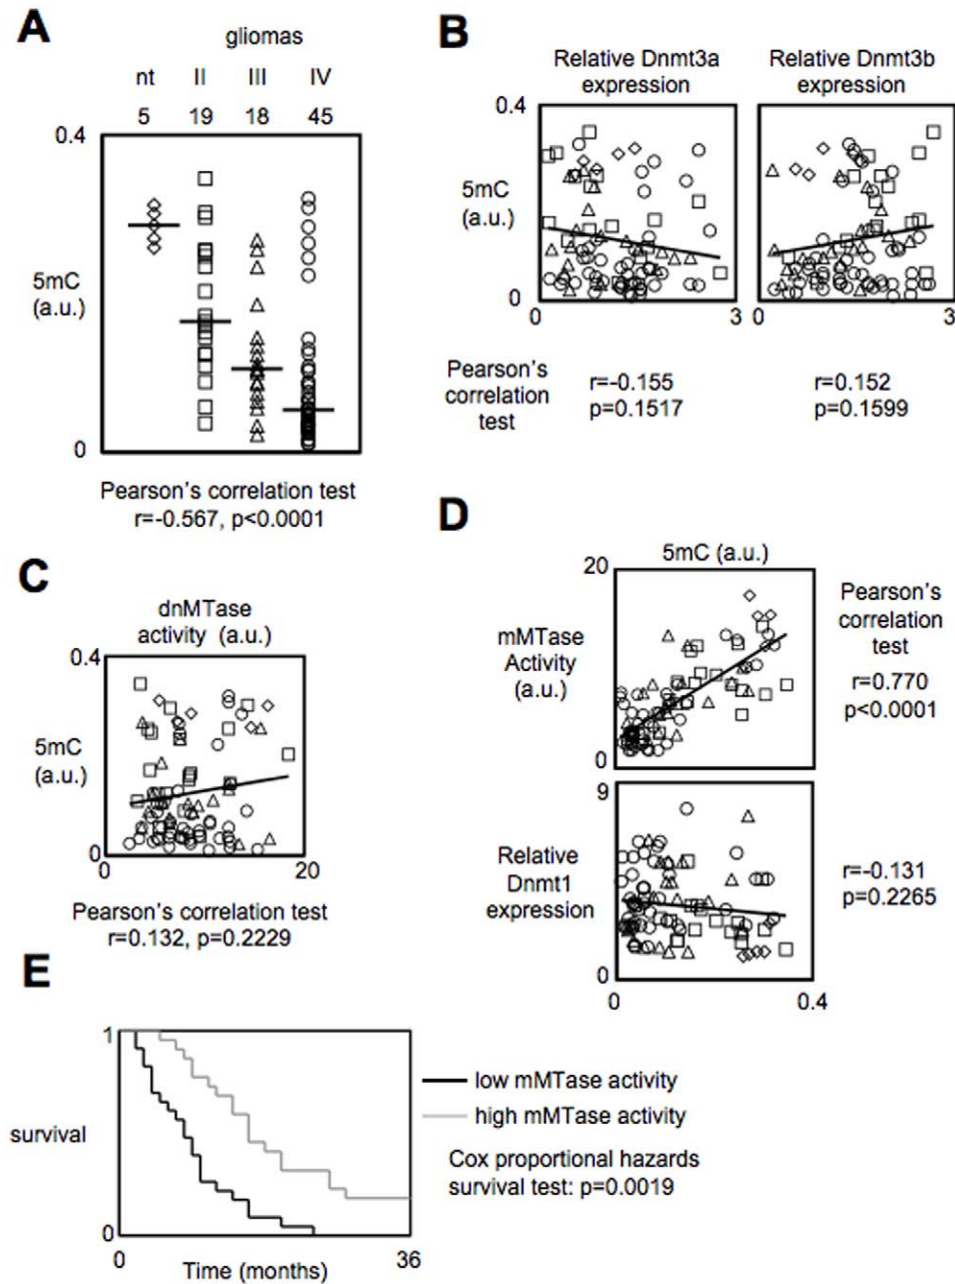 A
gliomas
nt II III IV
5 19 18 45
0.4
5mC
(a.u.)
0
Pearson's correlation test
r=-0.567, p<0.0001
B
Relative Dnmt3a
expression
Relative Dnmt3b
expression
0.4
5mC
(a.u.)
0
0 3 0 3
Pearson's
correlation
test
r=-0.155
p=0.1517
r=0.152
p=0.1599
C
dnMTase
activity (a.u.)
0.4
5mC
(a.u.)
0
0 20
Pearson's correlation test
r=0.132, p=0.2229
D
5mC (a.u.)
20
mMTase
Activity
(a.u.)
0
Pearson's
correlation
test
r=0.770
p<0.0001
9
Relative
Dnmt1
expression
0
0 0.4
r=-0.131
p=0.2265
E
1
survival
0
0 36
Time (months)
low mMTase activity
high mMTase activity
Cox proportional hazards
survival test: p=0.0019